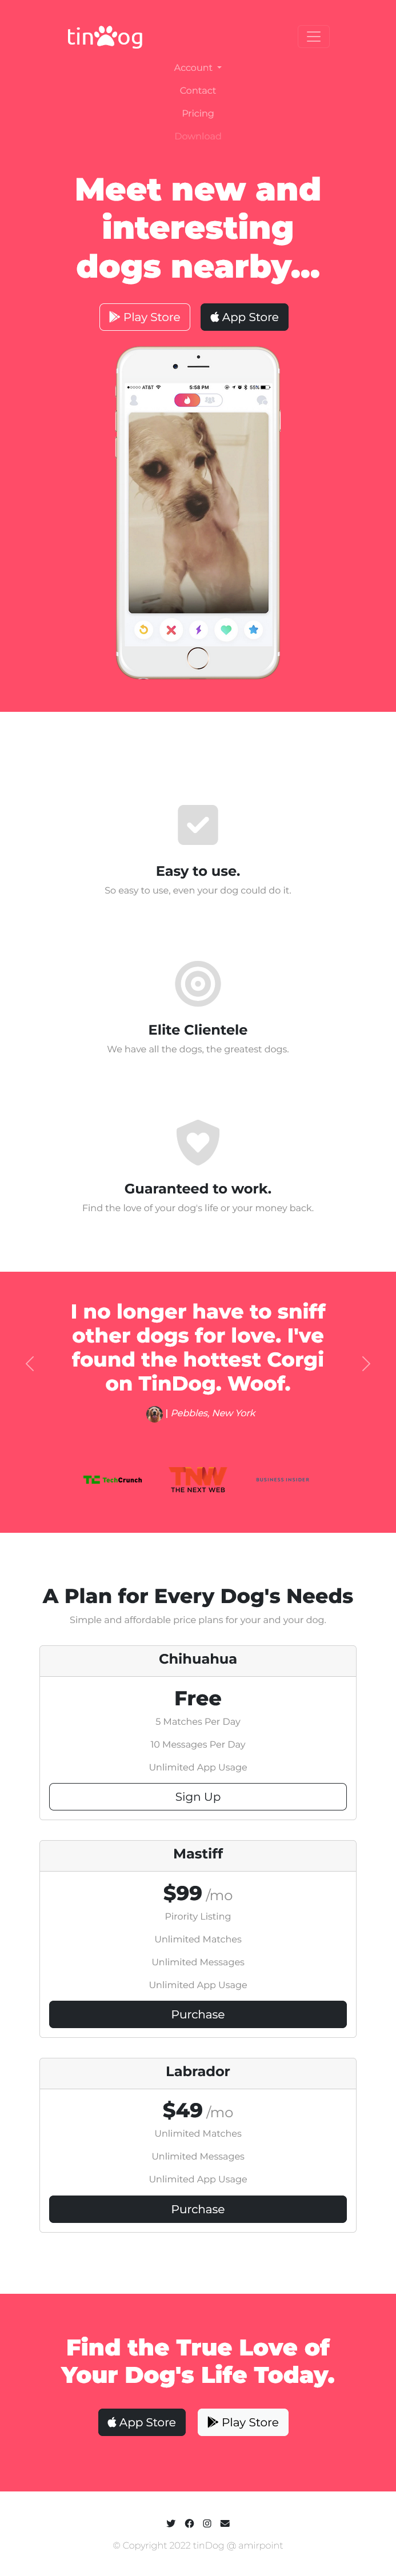 tindog
Account
Contact
Pricing
Download
Meet new and
interesting
dogs nearby...
Play Store
App Store
AT&T
5:58 PM
55%
Easy to use.
So easy to use, even your dog could do it.
Elite Clientele
We have all the dogs, the greatest dogs.
Guaranteed to work.
Find the love of your dog's life or your money back.
I no longer have to sniff
other dogs for love. I've
found the hottest Corgi
on TinDog. Woof.
| Pebbles, New York
TC TechCrunch
TNW
THE NEXT WEB
BUSINESS INSIDER
A Plan for Every Dog's Needs
Simple and affordable price plans for your and your dog.
Chihuahua
Free
5 Matches Per Day
10 Messages Per Day
Unlimited App Usage
Sign Up
Mastiff
$99 /mo
Pirority Listing
Unlimited Matches
Unlimited Messages
Unlimited App Usage
Purchase
Labrador
$49 /mo
Unlimited Matches
Unlimited Messages
Unlimited App Usage
Purchase
Find the True Love of
Your Dog's Life Today.
App Store
Play Store
© Copyright 2022 tinDog @ amirpoint